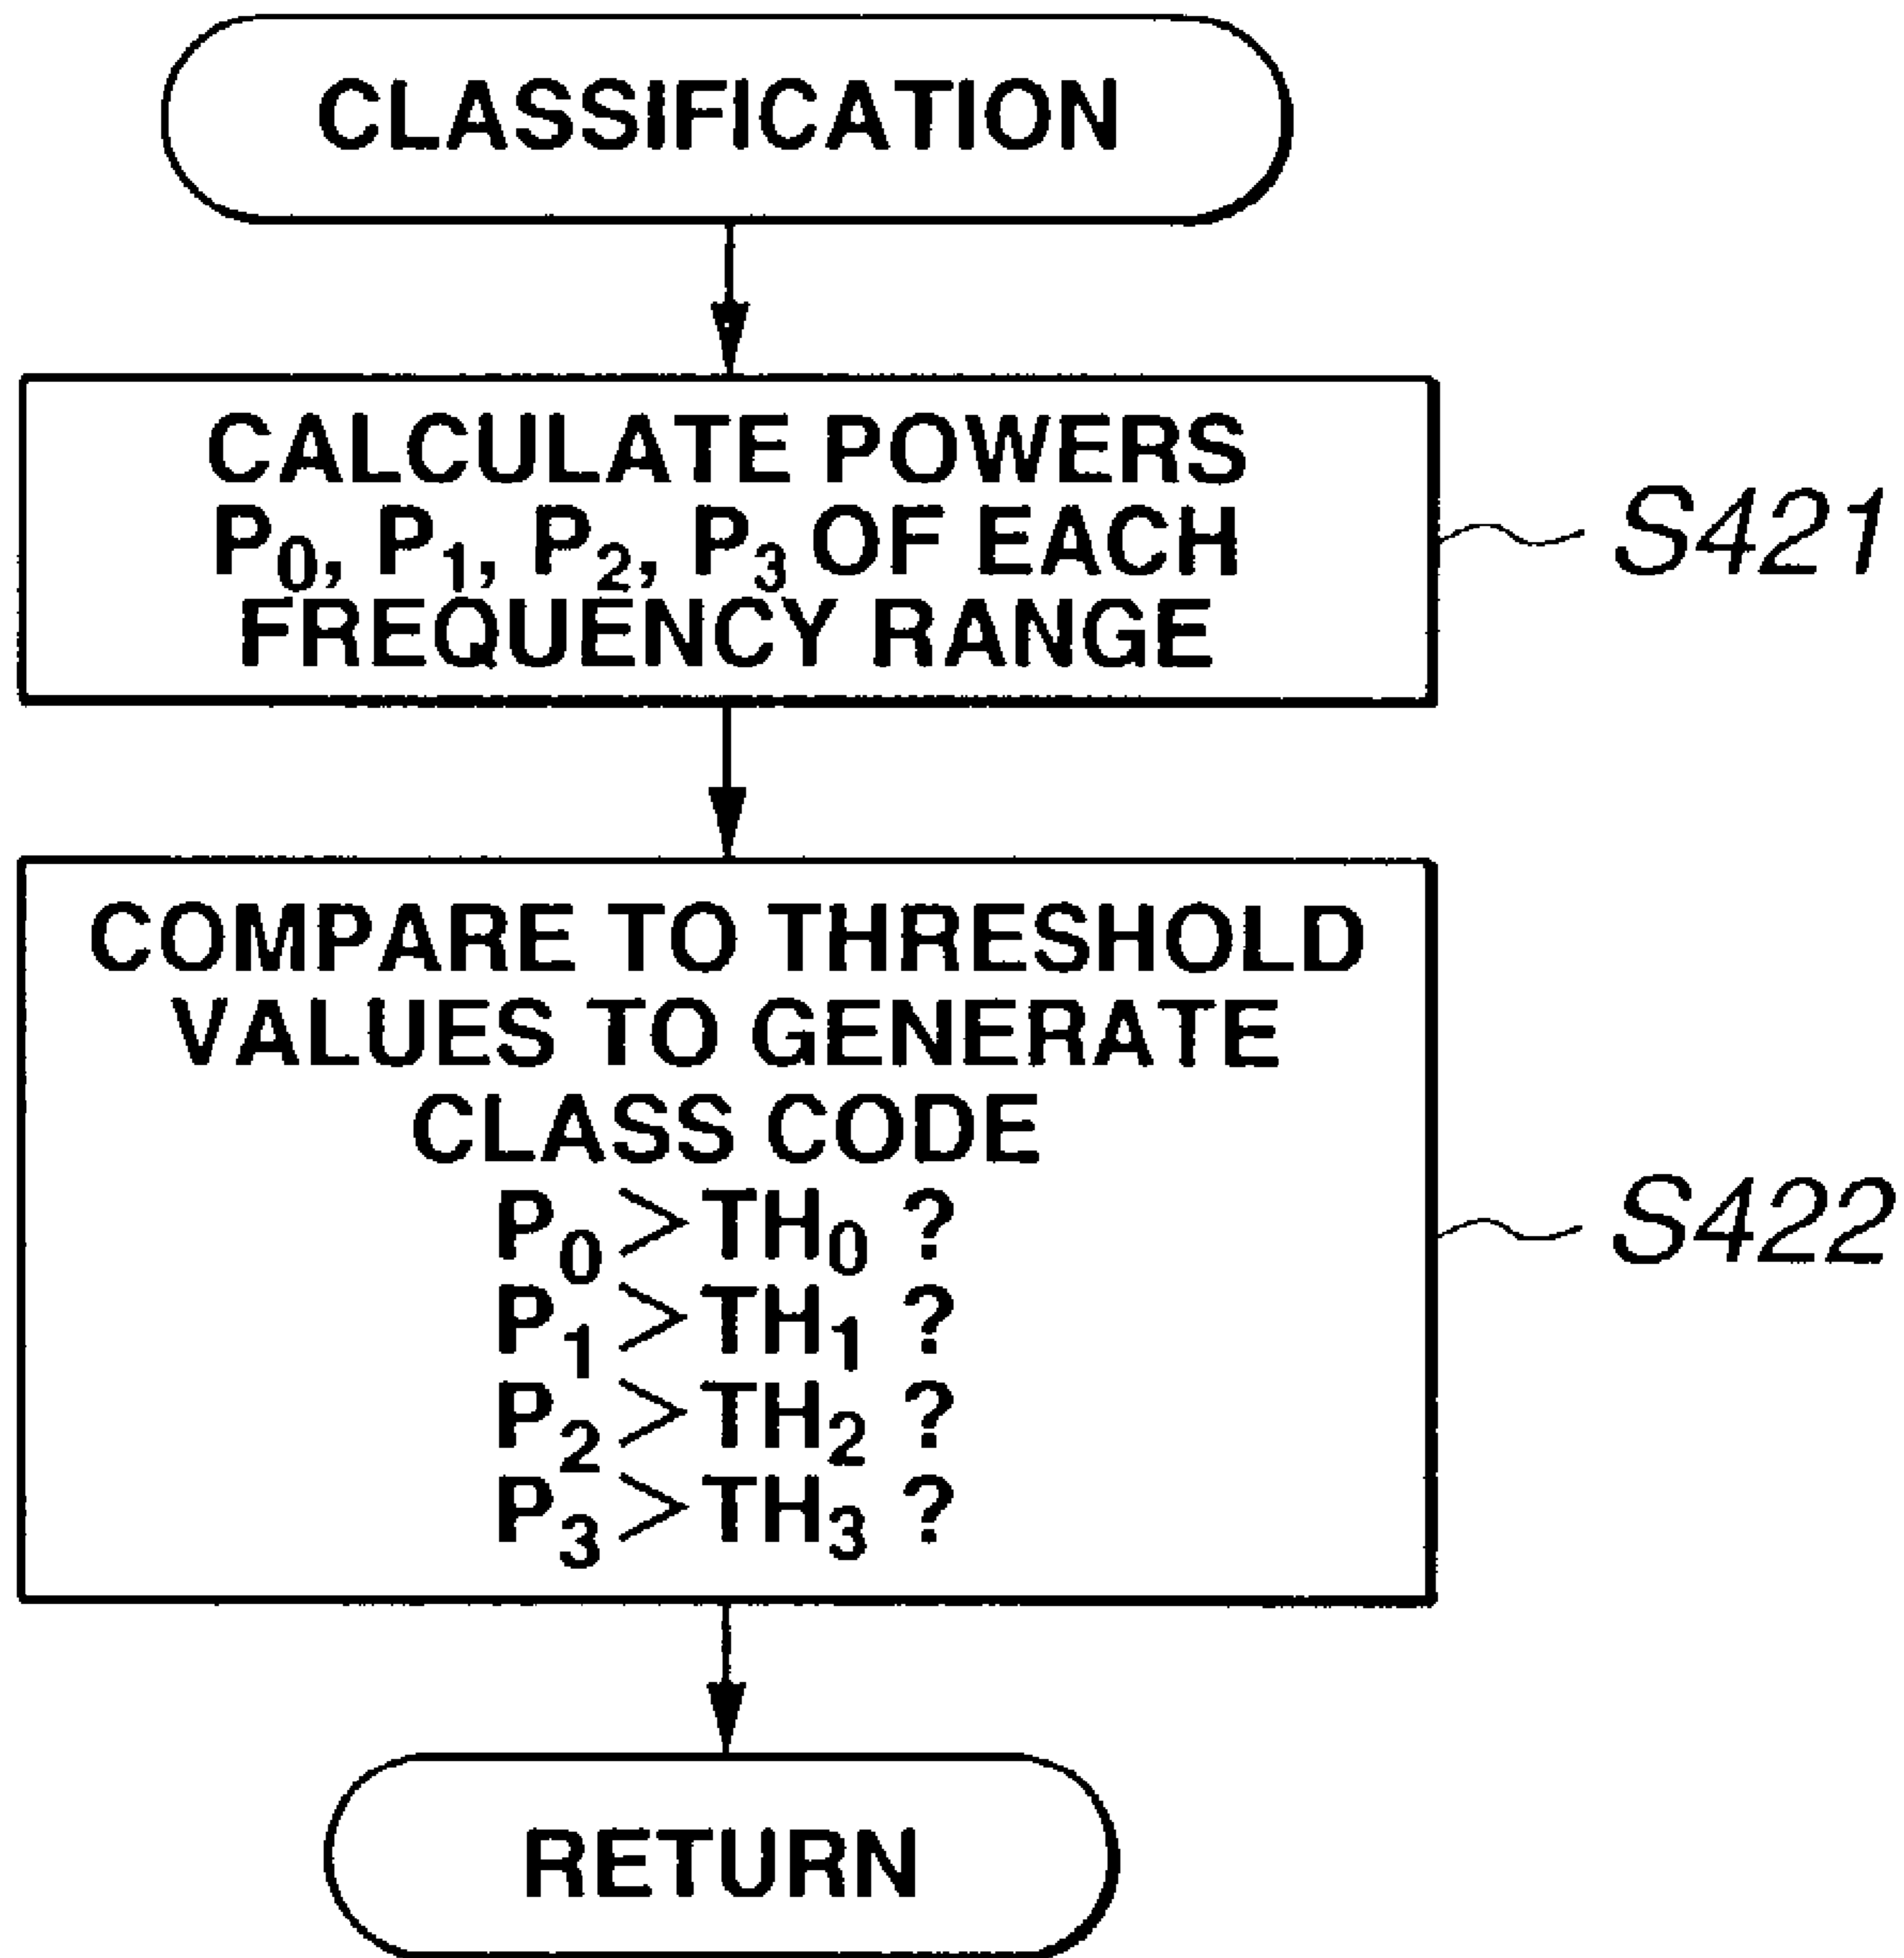 CLASSIFICATION
CALCULATE POWERS
P₀, P₁, P₂, P₃ OF EACH
FREQUENCY RANGE
S421
COMPARE TO THRESHOLD
VALUES TO GENERATE
CLASS CODE
P₀ > TH₀ ?
P₁ > TH₁ ?
P₂ > TH₂ ?
P₃ > TH₃ ?
S422
RETURN